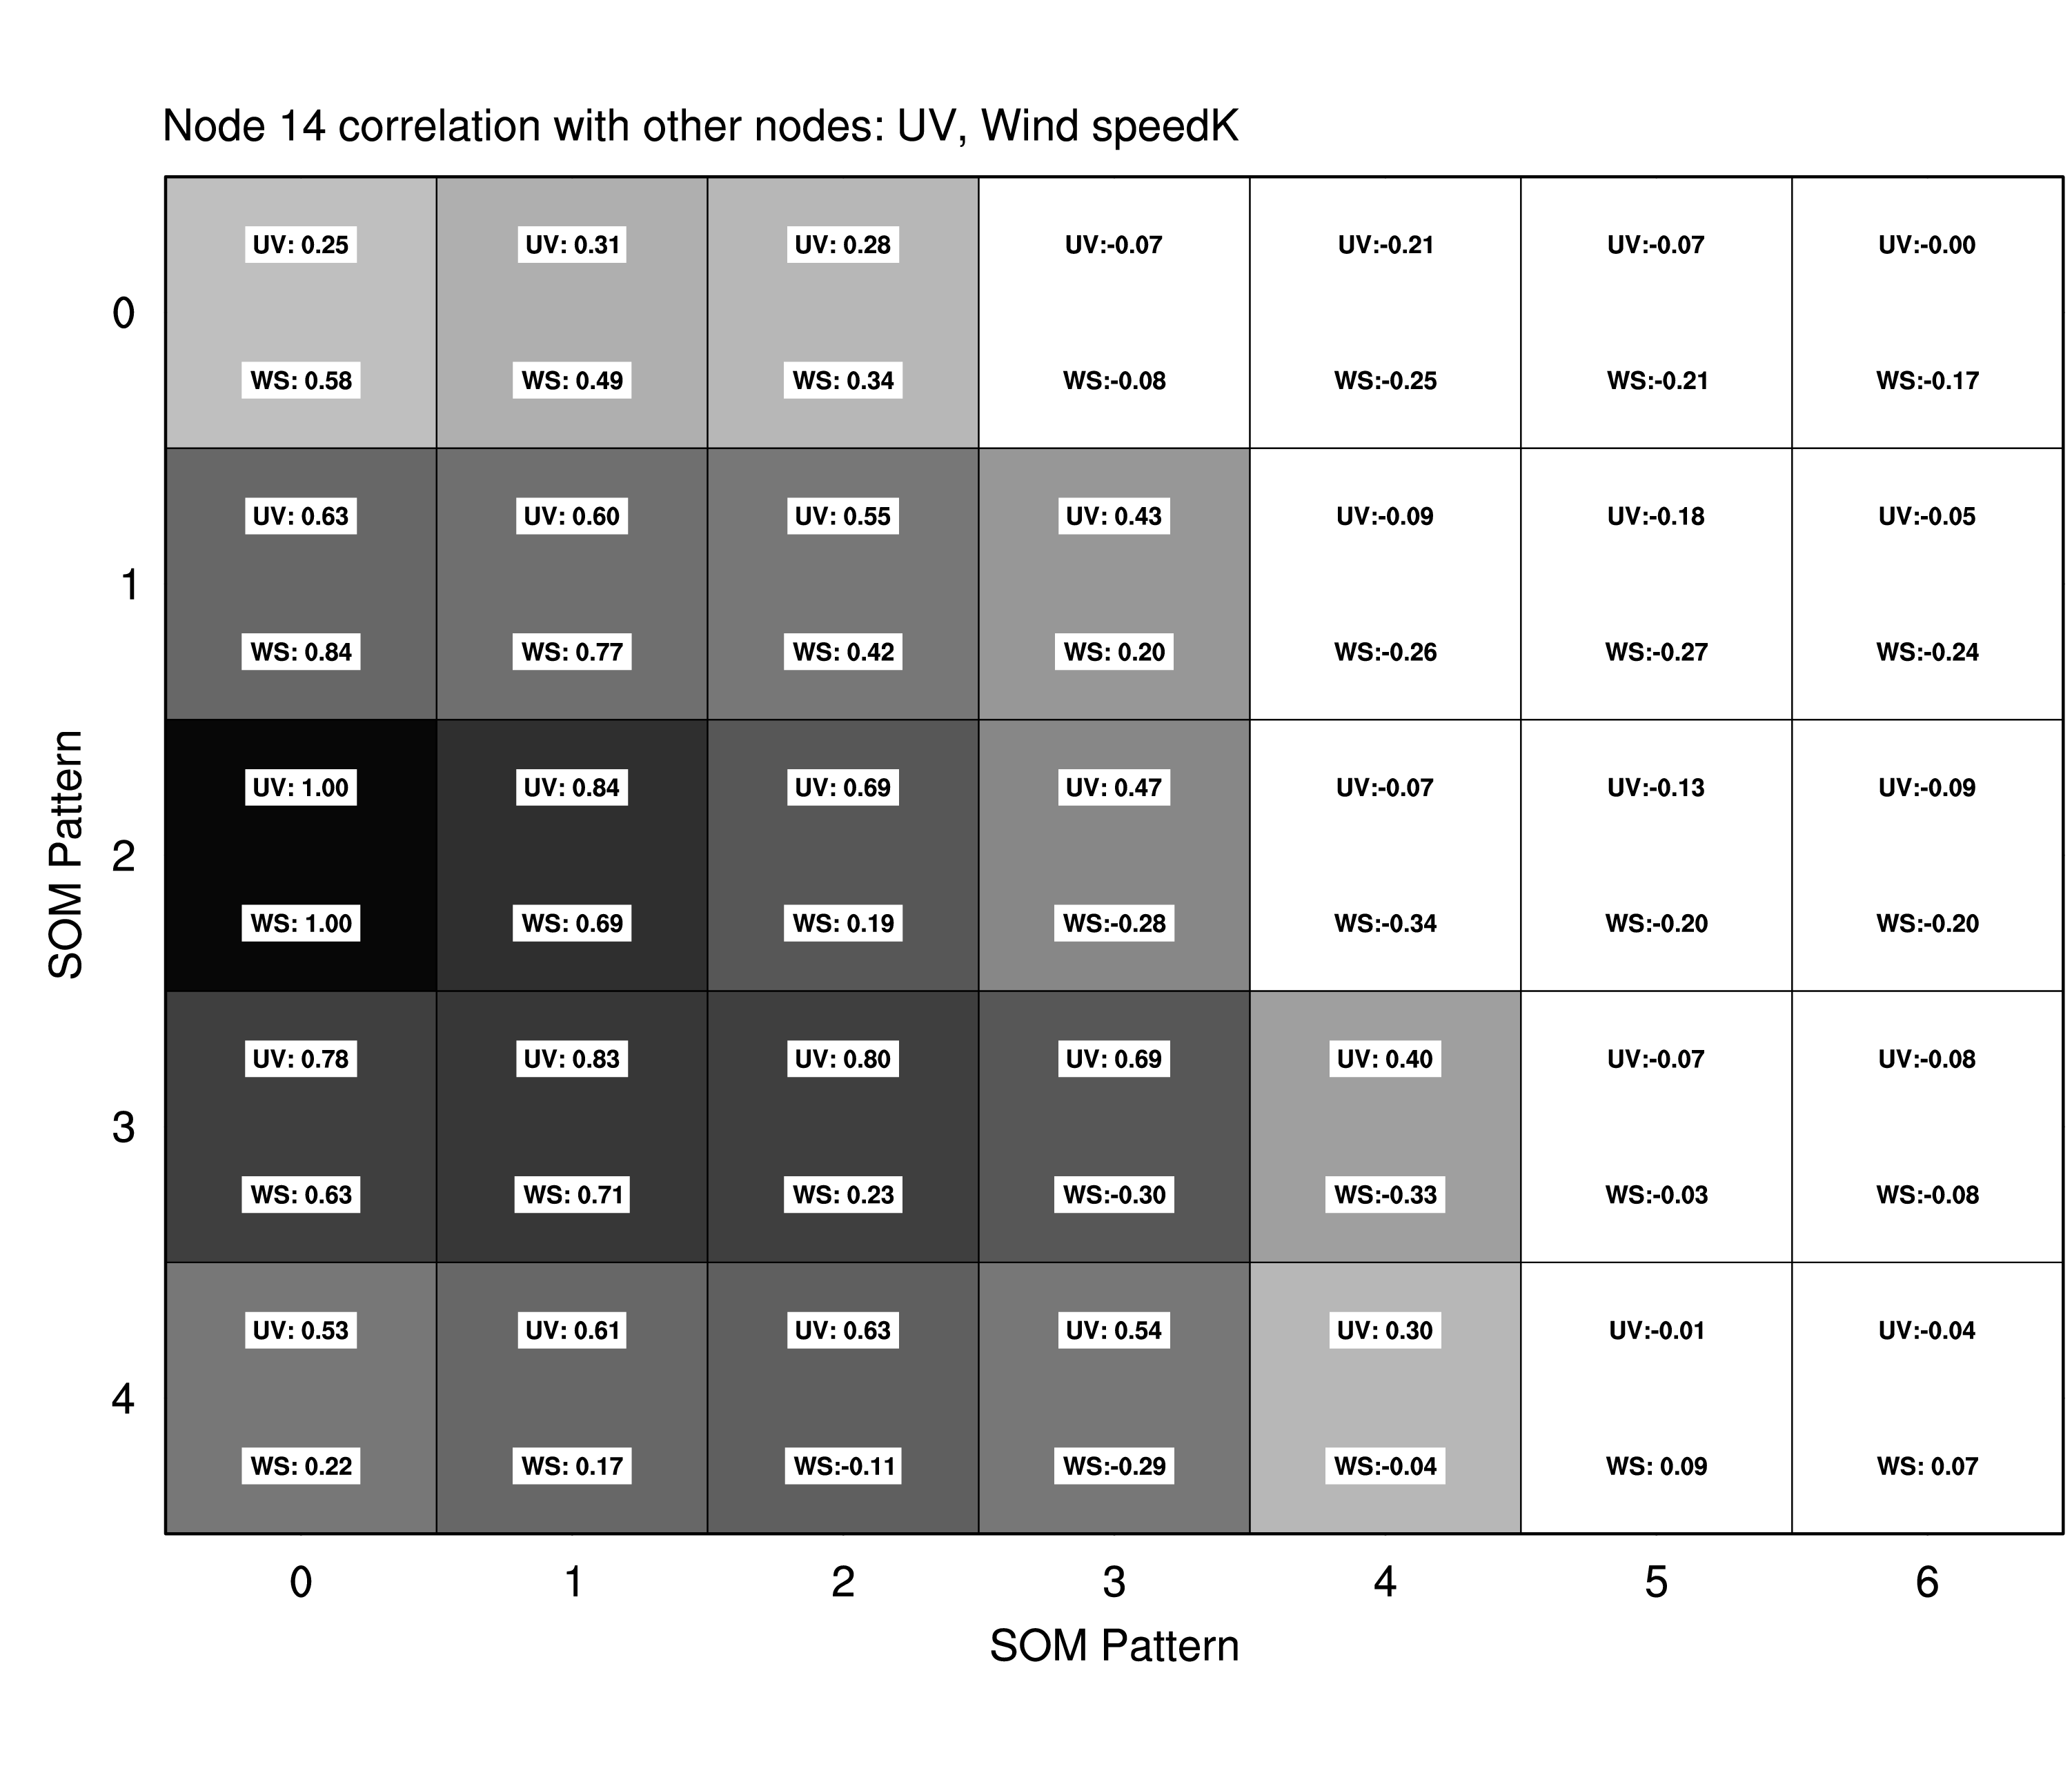 Node 14 correlation with other nodes: UV, Wind speedK
UV: 0.25 UV: 0.31 UV: 0.28 UV:-0.07 UV:-0.21 UV:-0.07 UV:-0.00
0
WS: 0.58 WS: 0.49 WS: 0.34 WS:-0.08 WS:-0.25 WS:-0.21 WS:-0.17
UV: 0.63 UV: 0.60 UV: 0.55 UV: 0.43 UV:-0.09 UV:-0.18 UV:-0.05
1
WS: 0.84 WS: 0.77 WS: 0.42 WS: 0.20 WS:-0.26 WS:-0.27 WS:-0.24
SOM Pattern
UV: 1.00 UV: 0.84 UV: 0.69 UV: 0.47 UV:-0.07 UV:-0.13 UV:-0.09
2
WS: 1.00 WS: 0.69 WS: 0.19 WS:-0.28 WS:-0.34 WS:-0.20 WS:-0.20
UV: 0.78 UV: 0.83 UV: 0.80 UV: 0.69 UV: 0.40 UV:-0.07 UV:-0.08
3
WS: 0.63 WS: 0.71 WS: 0.23 WS:-0.30 WS:-0.33 WS:-0.03 WS:-0.08
UV: 0.53 UV: 0.61 UV: 0.63 UV: 0.54 UV: 0.30 UV:-0.01 UV:-0.04
4
WS: 0.22 WS: 0.17 WS:-0.11 WS:-0.29 WS:-0.04 WS: 0.09 WS: 0.07
0 1 2 3 4 5 6
SOM Pattern